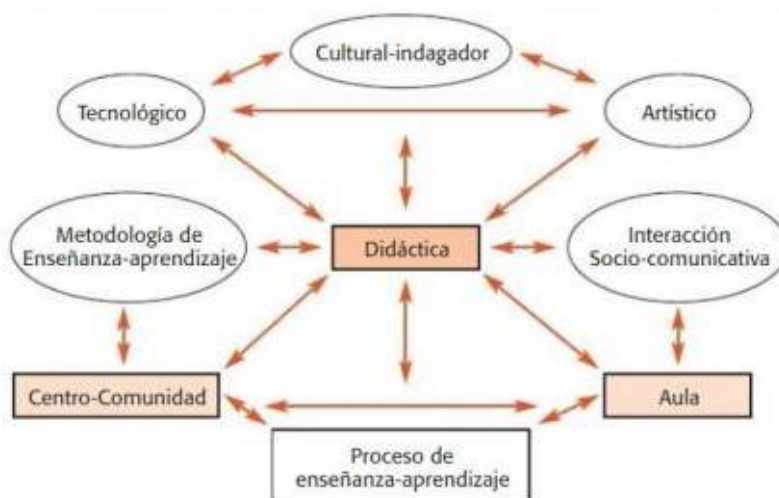 Cultural-indagador
Tecnológico
Artístico
Metodología de
Enseñanza-aprendizaje
Didáctica
Interacción
Socio-comunicativa
Centro-Comunidad
Aula
Proceso de
enseñanza-aprendizaje